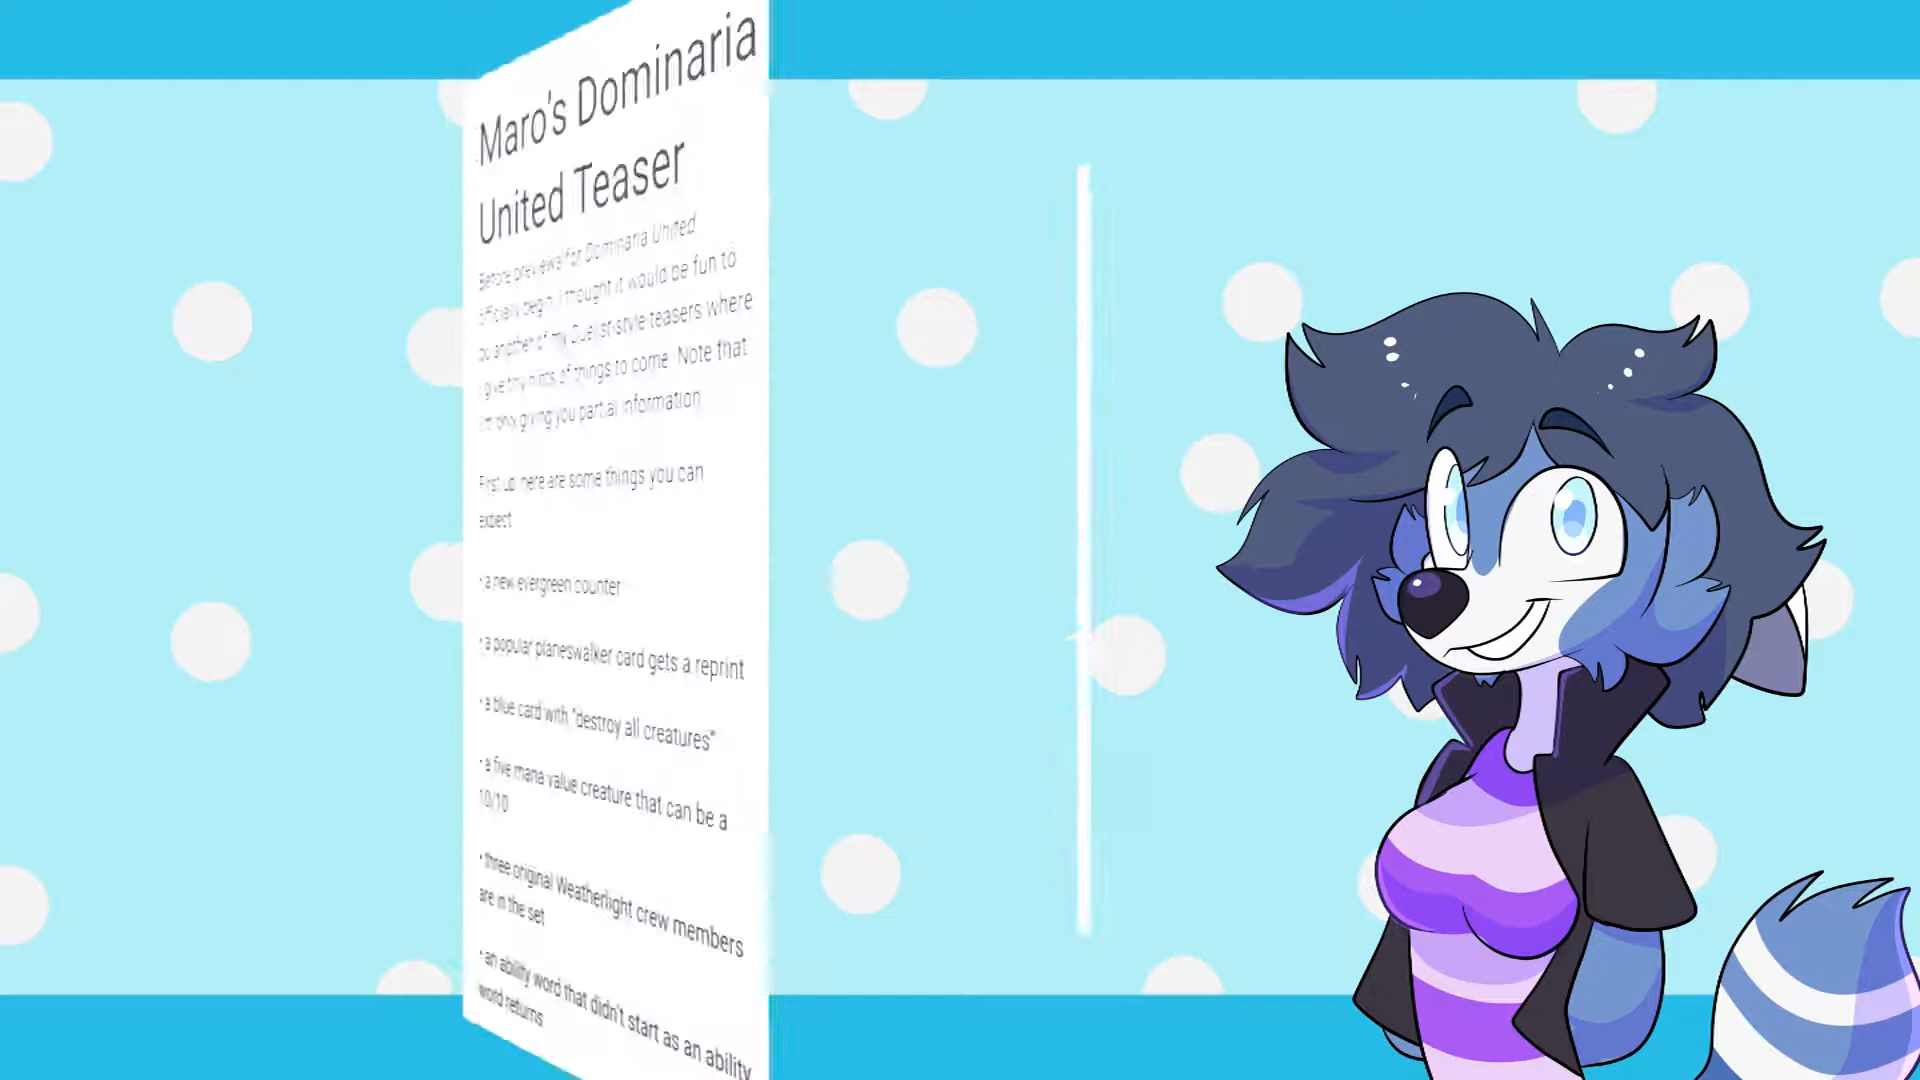 Maro's Dominaria
United Teaser
Before previews for Dominaria United
officially begin, I thought it would be fun to
do another of my Duelist-style teasers where
I give tiny hints of things to come. Note that
I'm only giving you partial information
First up here are some things you can
expect
• a new evergreen counter
• a popular planeswalker card gets a reprint
• a blue card with "destroy all creatures"
• a five mana value creature that can be a
10/10
• three original Weatherlight crew members
are in the set
• an ability word that didn't start as an ability
word returns